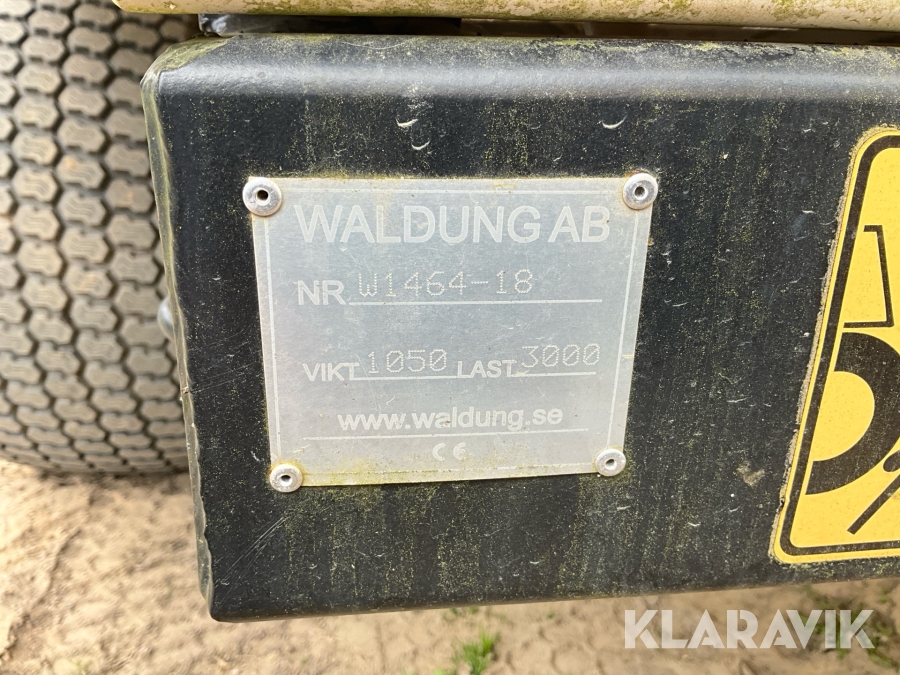 WALDUNG AB
NR W1464-18
VIKT 1050 LAST 3000
www.waldung.se
CE
KLARAVIK